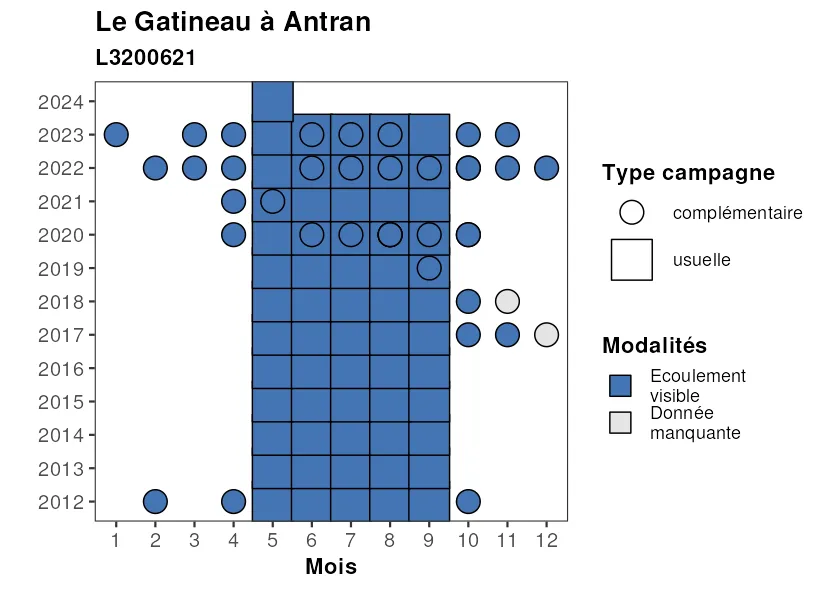 Le Gatineau à Antran
L3200621
2024
2023
2022
2021
2020
2019
2018
2017
2016
2015
2014
2013
2012
1 2 3 4 5 6 7 8 9 10 11 12
Mois
Type campagne
complémentaire
usuelle
Modalités
Ecoulement
visible
Donnée
manquante